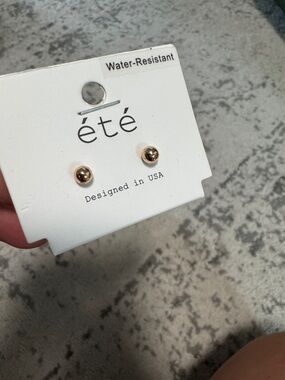 Water-Resistant
été
Designed in USA